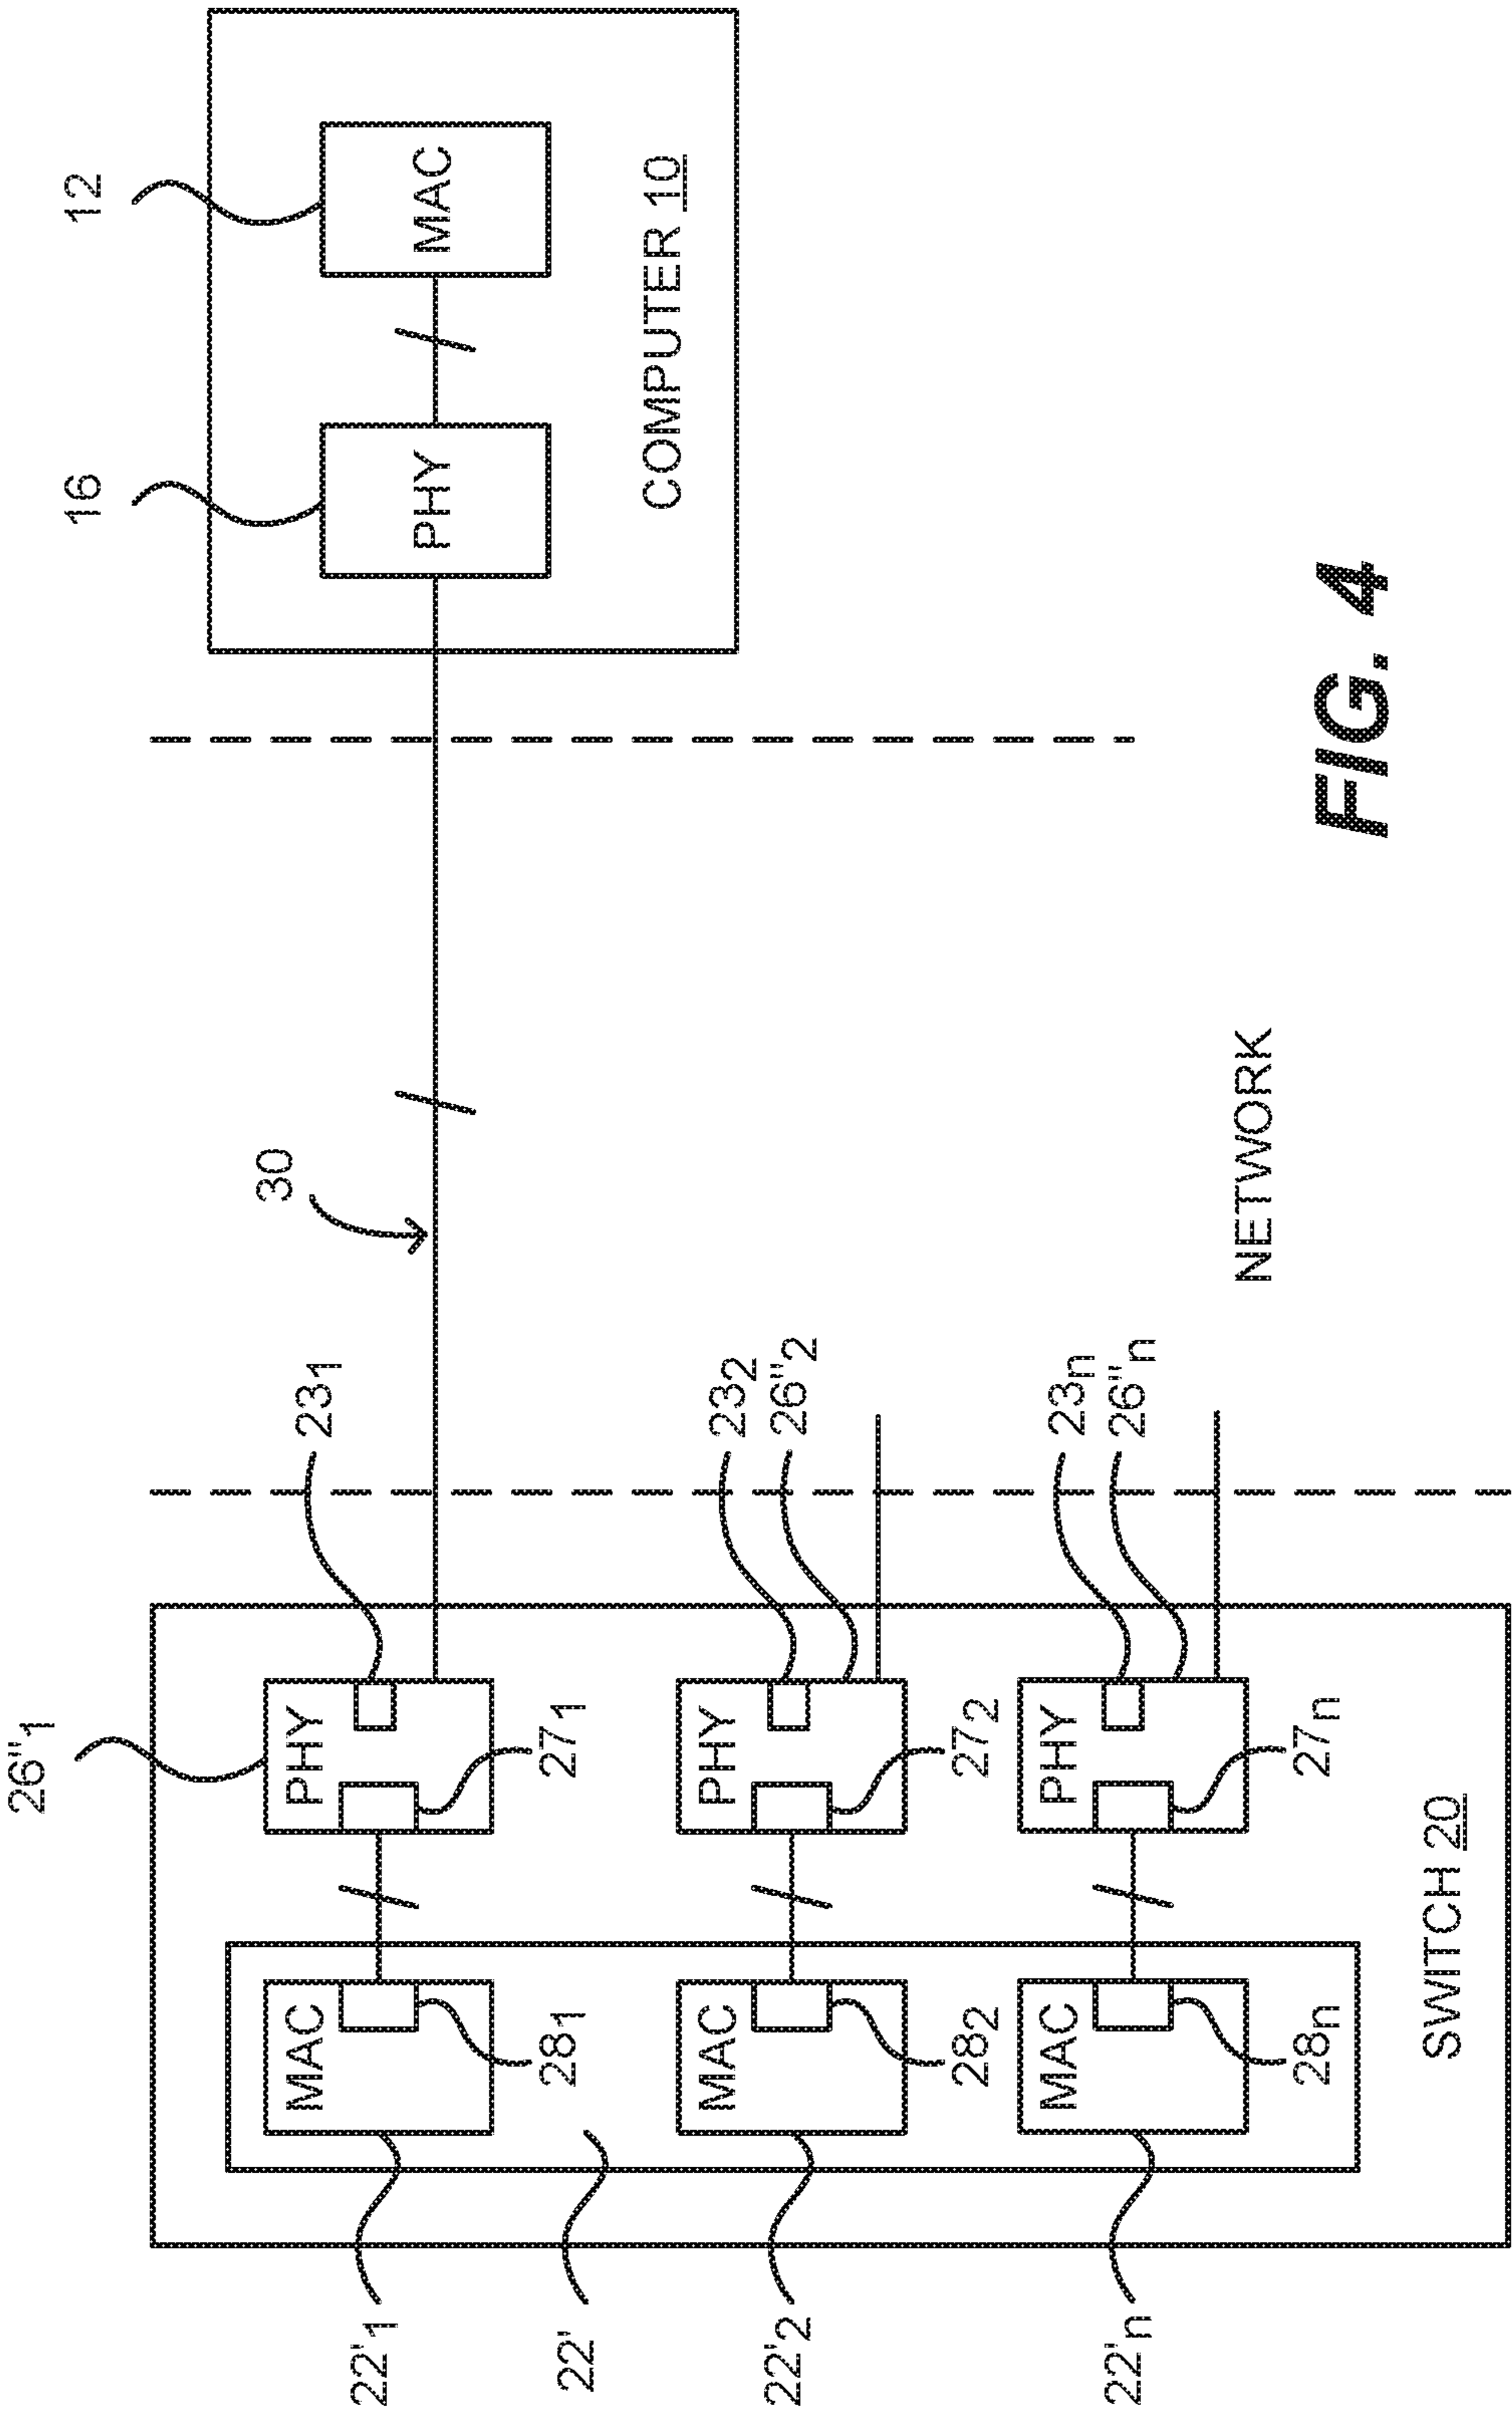 22'₁
22'
22'₂
22'ₙ
MAC
28₁
MAC
28₂
MAC
28ₙ
SWITCH 20
26"₁
PHY
27₁
PHY
27₂
PHY
27ₙ
23₁
23₂
26"₂
23ₙ
26"ₙ
30
NETWORK
16
PHY
12
MAC
COMPUTER 10
FIG. 4